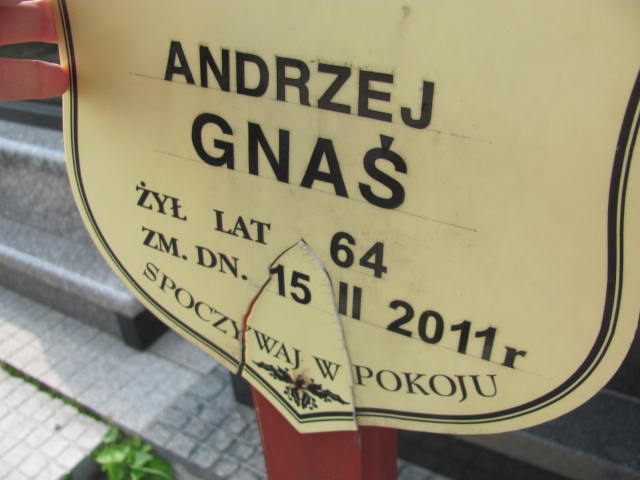 ANDRZEJ
GNAŚ
ŻYŁ LAT 64
ZM. DN. 15 II 2011r
SPOCZYWAJ W POKOJU